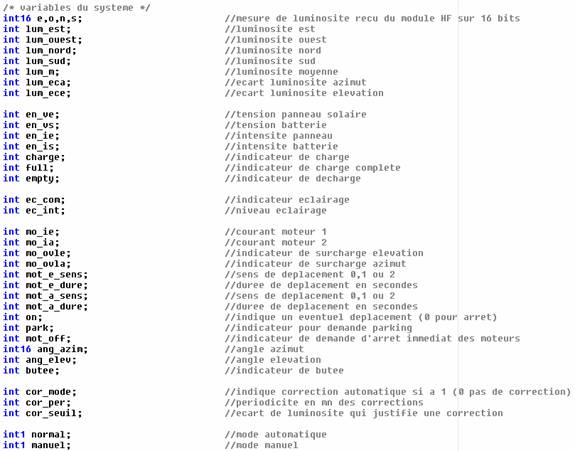 /* variables du systeme */
int16 e,o,n,s; //mesure de luminosite recu du module HF sur 16 bits
int lum_est; //luminosite est
int lum_ouest; //luminosite ouest
int lum_nord; //luminosite nord
int lum_sud; //luminosite sud
int lum_m; //luminosite moyenne
int lum_eca; //ecart luminosite azimut
int lum_ece; //ecart luminosite elevation
int en_ve; //tension panneau solaire
int en_vs; //tension batterie
int en_ie; //intensite panneau
int en_is; //intensite batterie
int charge; //indicateur de charge
int full; //indicateur de charge complete
int empty; //indicateur de decharge
int ec_com; //indicateur eclairage
int ec_int; //niveau eclairage
int mo_ie; //courant moteur 1
int mo_ia; //courant moteur 2
int mo_ovle; //indicateur de surcharge elevation
int mo_ovla; //indicateur de surcharge azimut
int mot_e_sens; //sens de deplacement 0,1 ou 2
int mot_e_dure; //duree de deplacement en secondes
int mot_a_sens; //sens de deplacement 0,1 ou 2
int mot_a_dure; //duree de deplacement en secondes
int on; //indique un eventuel deplacement (0 pour arret)
int park; //indicateur pour demande parking
int mot_off; //indicateur de demande d'arret immediat des moteurs
int16 ang_azim; //angle azimut
int ang_elev; //angle elevation
int butee; //indicateur de butee
int cor_mode; //indique correction automatique si a 1 (0 pas de correction)
int cor_per; //periodicite en mn des corrections
int cor_seuil; //ecart de luminosite qui justifie une correction
int1 normal; //mode automatique
int1 manuel; //mode manuel